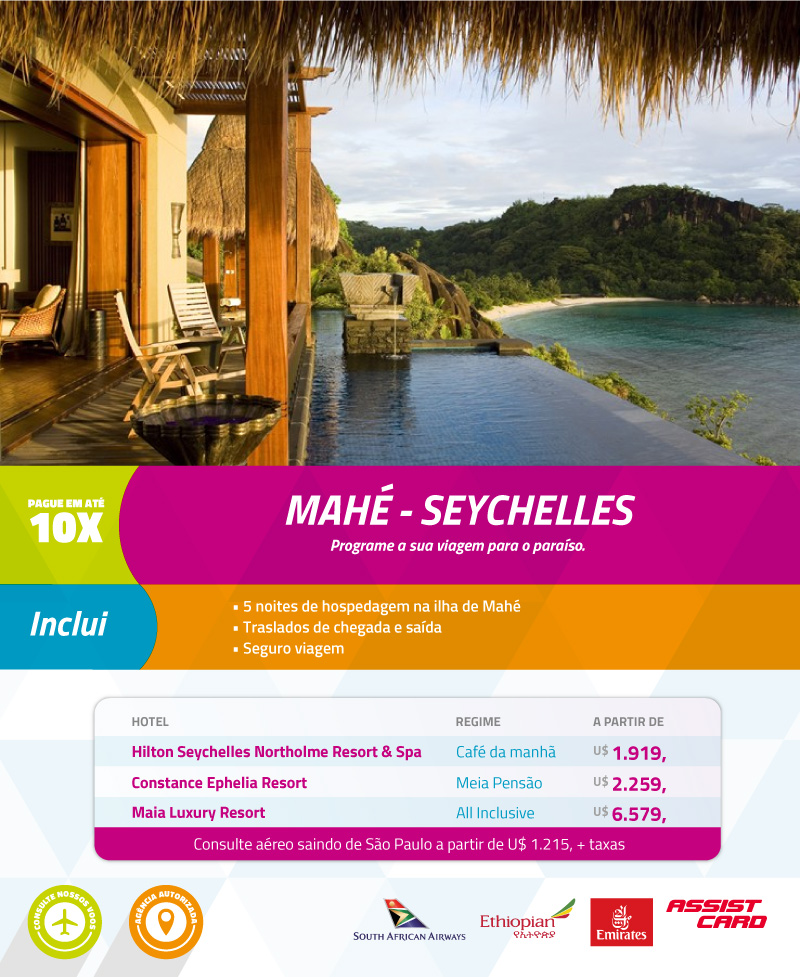 PAGUE EM ATÉ
10X
MAHÉ - SEYCHELLES
Programe a sua viagem para o paraíso.
Inclui
• 5 noites de hospedagem na ilha de Mahé
• Traslados de chegada e saída
• Seguro viagem
HOTEL REGIME A PARTIR DE
Hilton Seychelles Northolme Resort & Spa Café da manhã U$ 1.919,
Constance Ephelia Resort Meia Pensão U$ 2.259,
Maia Luxury Resort All Inclusive U$ 6.579,
Consulte aéreo saindo de São Paulo a partir de U$ 1.215, + taxas
CONSULTE NOSSOS VOOS
AGÊNCIA AUTORIZADA
SOUTH AFRICAN AIRWAYS
Ethiopian
የኢትዮጵያ
Emirates
ASSIST
CARD